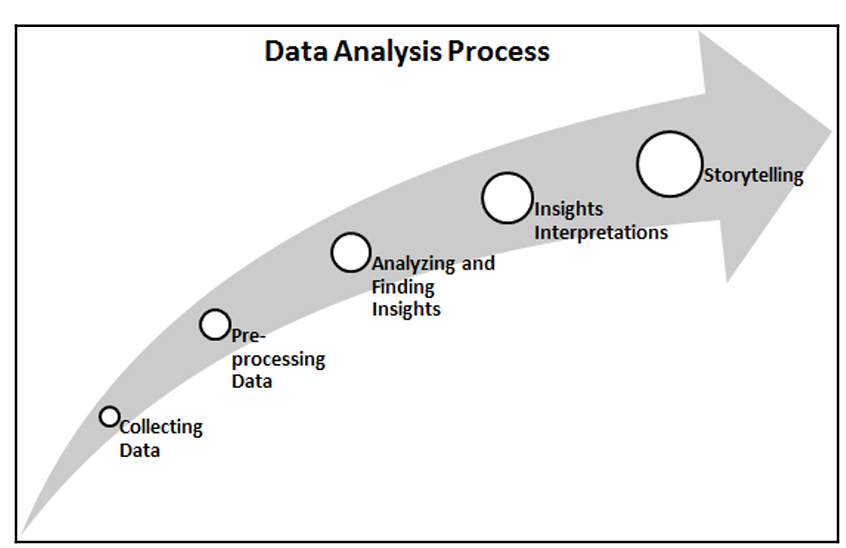 Data Analysis Process
Collecting
Data
Pre-
processing
Data
Analyzing and
Finding
Insights
Insights
Interpretations
Storytelling